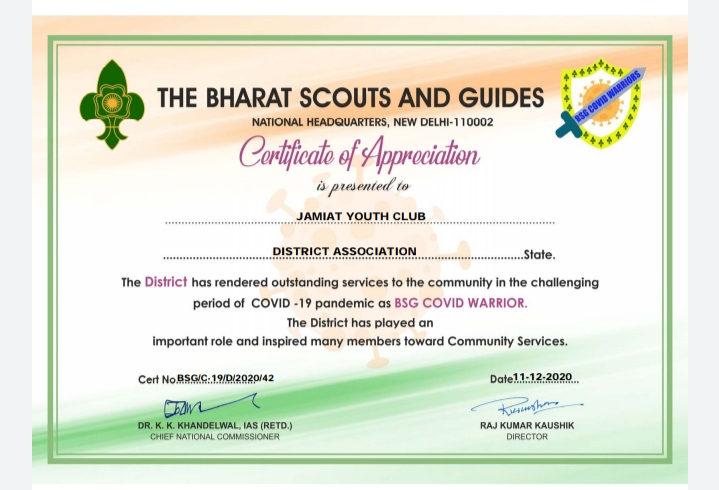 THE BHARAT SCOUTS AND GUIDES
BSG COVID WARRIORS
NATIONAL HEADQUARTERS, NEW DELHI-110002
Certificate of Appreciation
is presented to
JAMIAT YOUTH CLUB
DISTRICT ASSOCIATION State.
The District has rendered outstanding services to the community in the challenging
period of COVID -19 pandemic as BSG COVID WARRIOR.
The District has played an
important role and inspired many members toward Community Services.
Cert No.BSG/C-19/D/2020/42 Date11-12-2020
DR. K. K. KHANDELWAL, IAS (RETD.) RAJ KUMAR KAUSHIK
CHIEF NATIONAL COMMISSIONER DIRECTOR